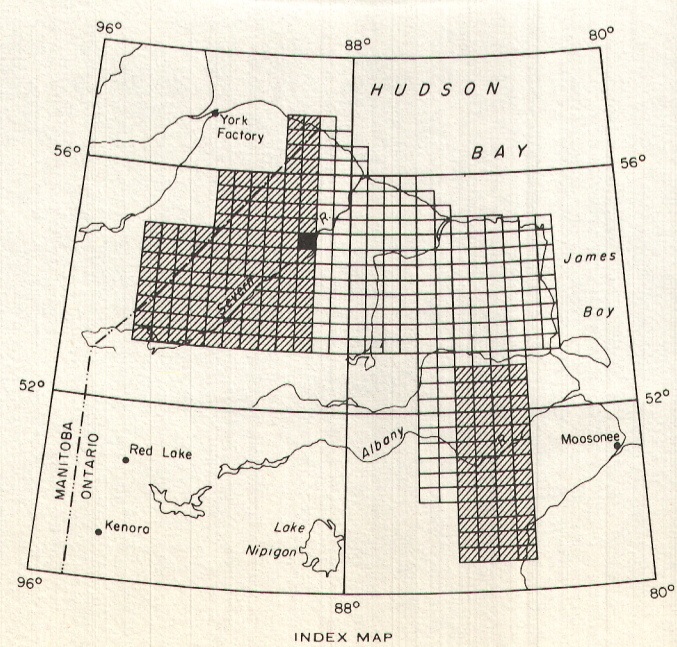 96°
88°
80°
HUDSON
BAY
York
Factory
56°
56°
R.
James
Bay
Severn
52°
52°
MANITOBA
ONTARIO
Red Lake
Albany
R.
Moosonee
Kenora
Lake
Nipigon
96°
88°
80°
INDEX MAP